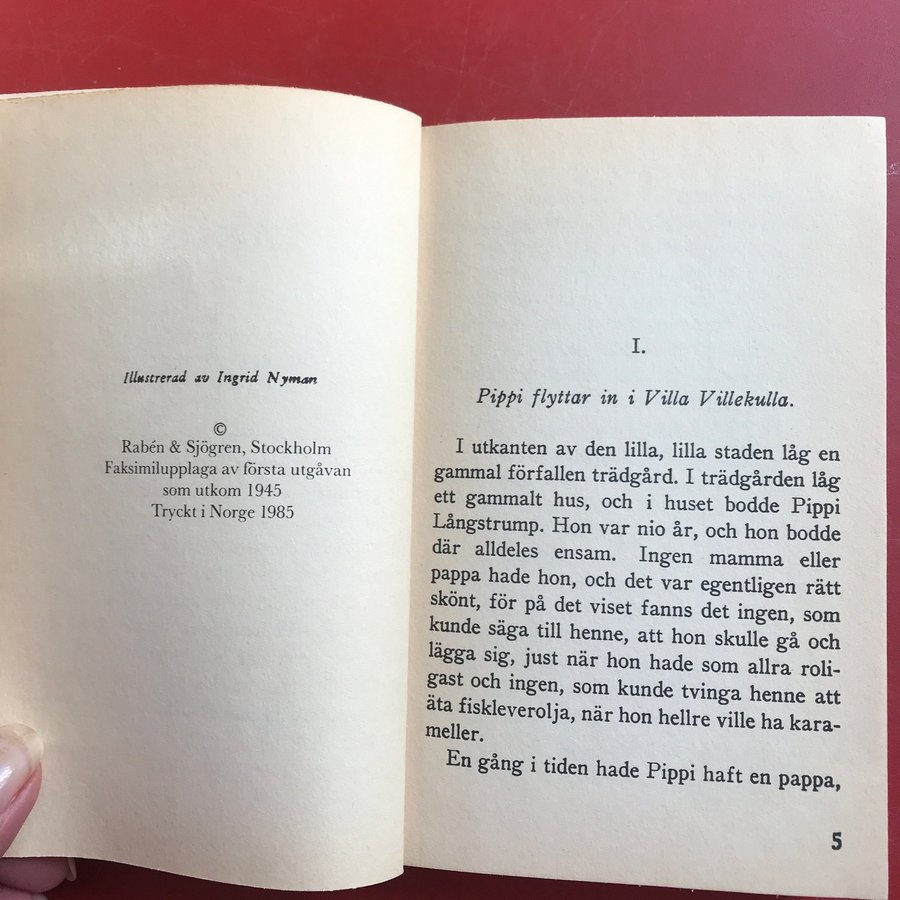 Illustrerad av Ingrid Nyman
©
Rabén & Sjögren, Stockholm
Faksimilupplaga av första utgåvan
som utkom 1945
Tryckt i Norge 1985
I.
Pippi flyttar in i Villa Villekulla.
I utkanten av den lilla, lilla staden låg en
gammal förfallen trädgård. I trädgården låg
ett gammalt hus, och i huset bodde Pippi
Långstrump. Hon var nio år, och hon bodde
där alldeles ensam. Ingen mamma eller
pappa hade hon, och det var egentligen rätt
skönt, för på det viset fanns det ingen, som
kunde säga till henne, att hon skulle gå och
lägga sig, just när hon hade som allra roli-
gast och ingen, som kunde tvinga henne att
äta fiskleverolja, när hon hellre ville ha kara-
meller.
En gång i tiden hade Pippi haft en pappa,
5